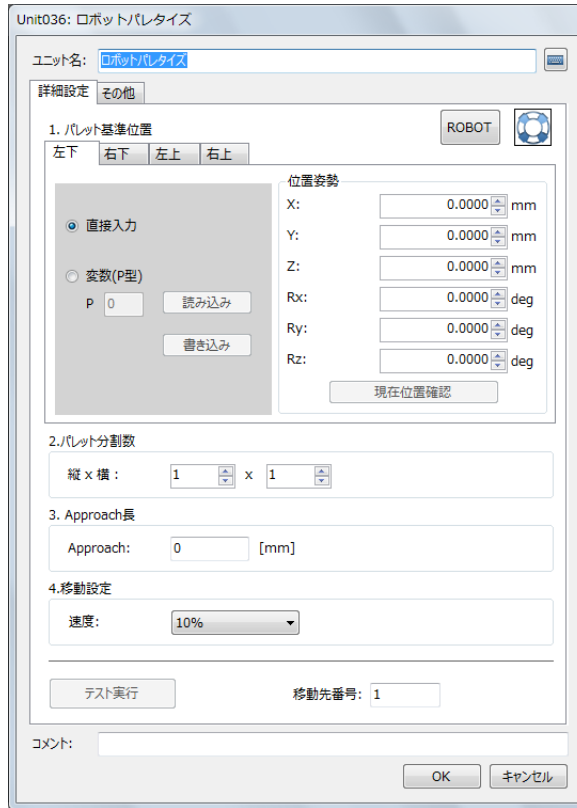 Unit036: ロボットパレタイズ
ユニット名: ロボットパレタイズ
詳細設定 その他
1. パレット基準位置 ROBOT
左下 右下 左上 右上
位置姿勢
X: 0.0000 mm
直接入力
Y: 0.0000 mm
Z: 0.0000 mm
変数(P型)
P 0 読み込み
Rx: 0.0000 deg
Ry: 0.0000 deg
書き込み
Rz: 0.0000 deg
現在位置確認
2.パレット分割数
縦 x 横 : 1 x 1
3. Approach長
Approach: 0 [mm]
4.移動設定
速度: 10%
テスト実行 移動先番号: 1
コメント:
OK キャンセル